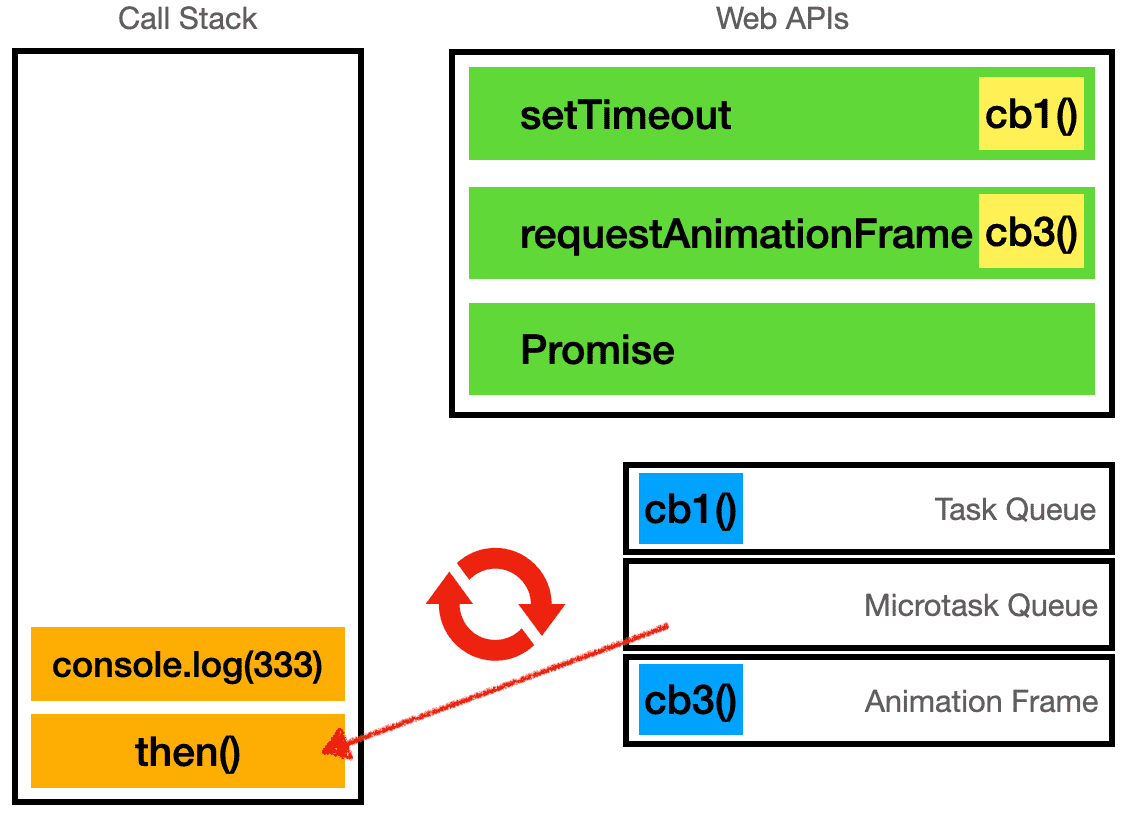 Call Stack
Web APIs
setTimeout
cb1()
requestAnimationFrame
cb3()
Promise
cb1()
Task Queue
Microtask Queue
cb3()
Animation Frame
console.log(333)
then()